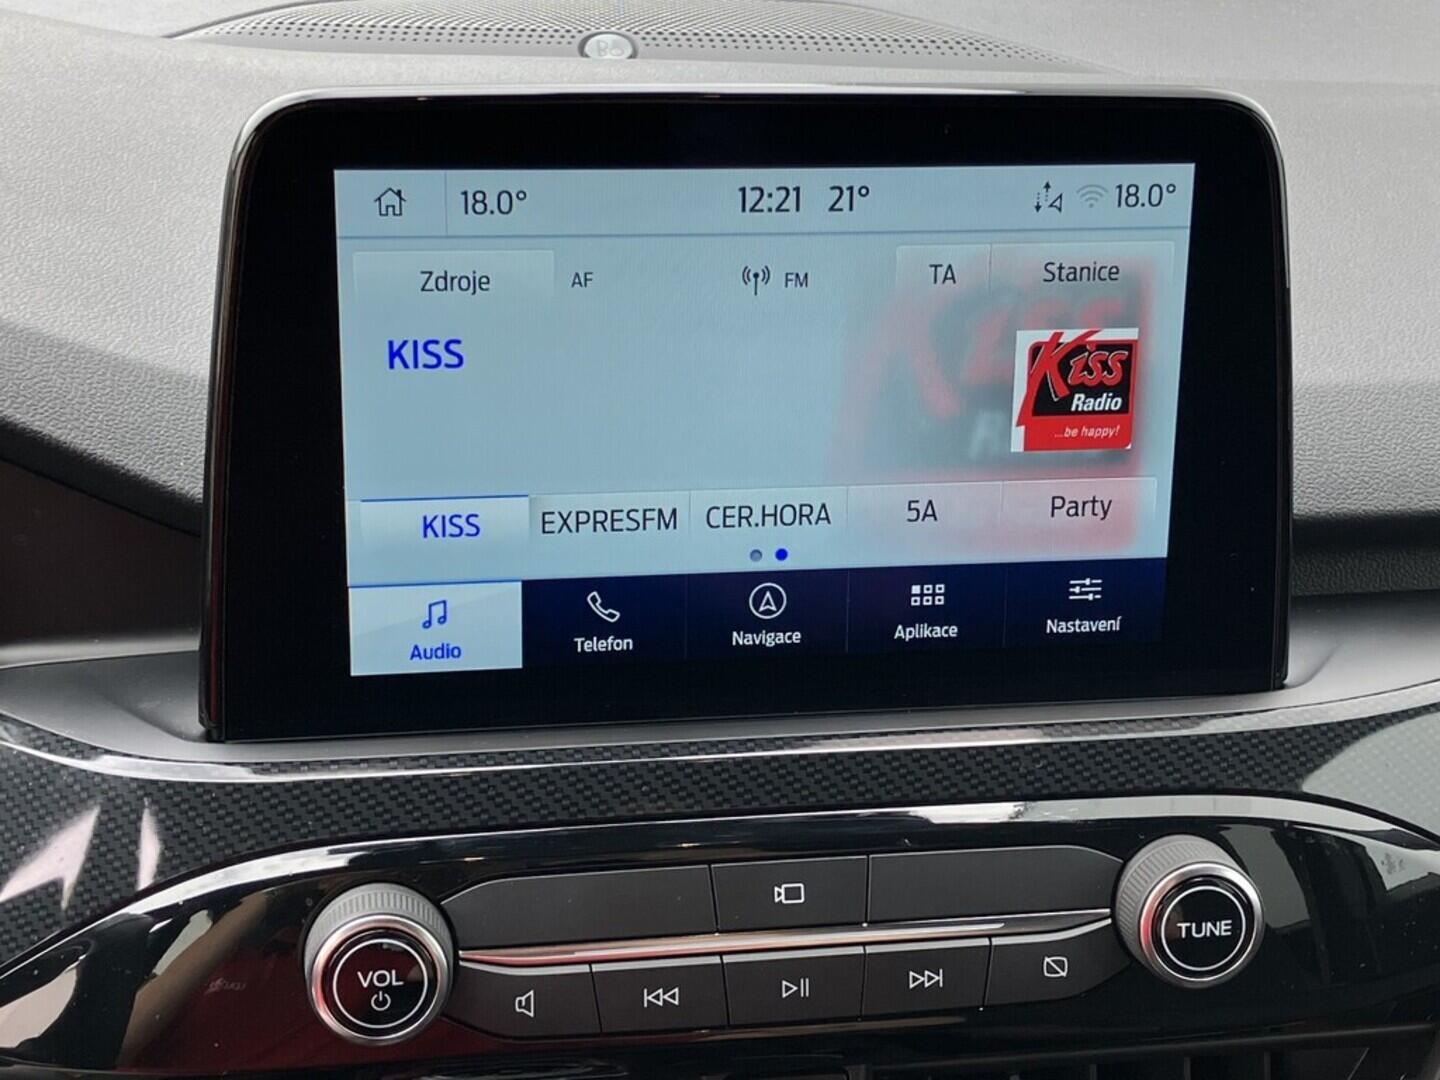 B&O
18.0° 12:21 21° 18.0°
Zdroje AF FM TA Stanice
KISS
Kiss
Radio
...be happy!
KISS EXPRESFM CER.HORA 5A Party
Audio Telefon Navigace Aplikace Nastavení
VOL TUNE